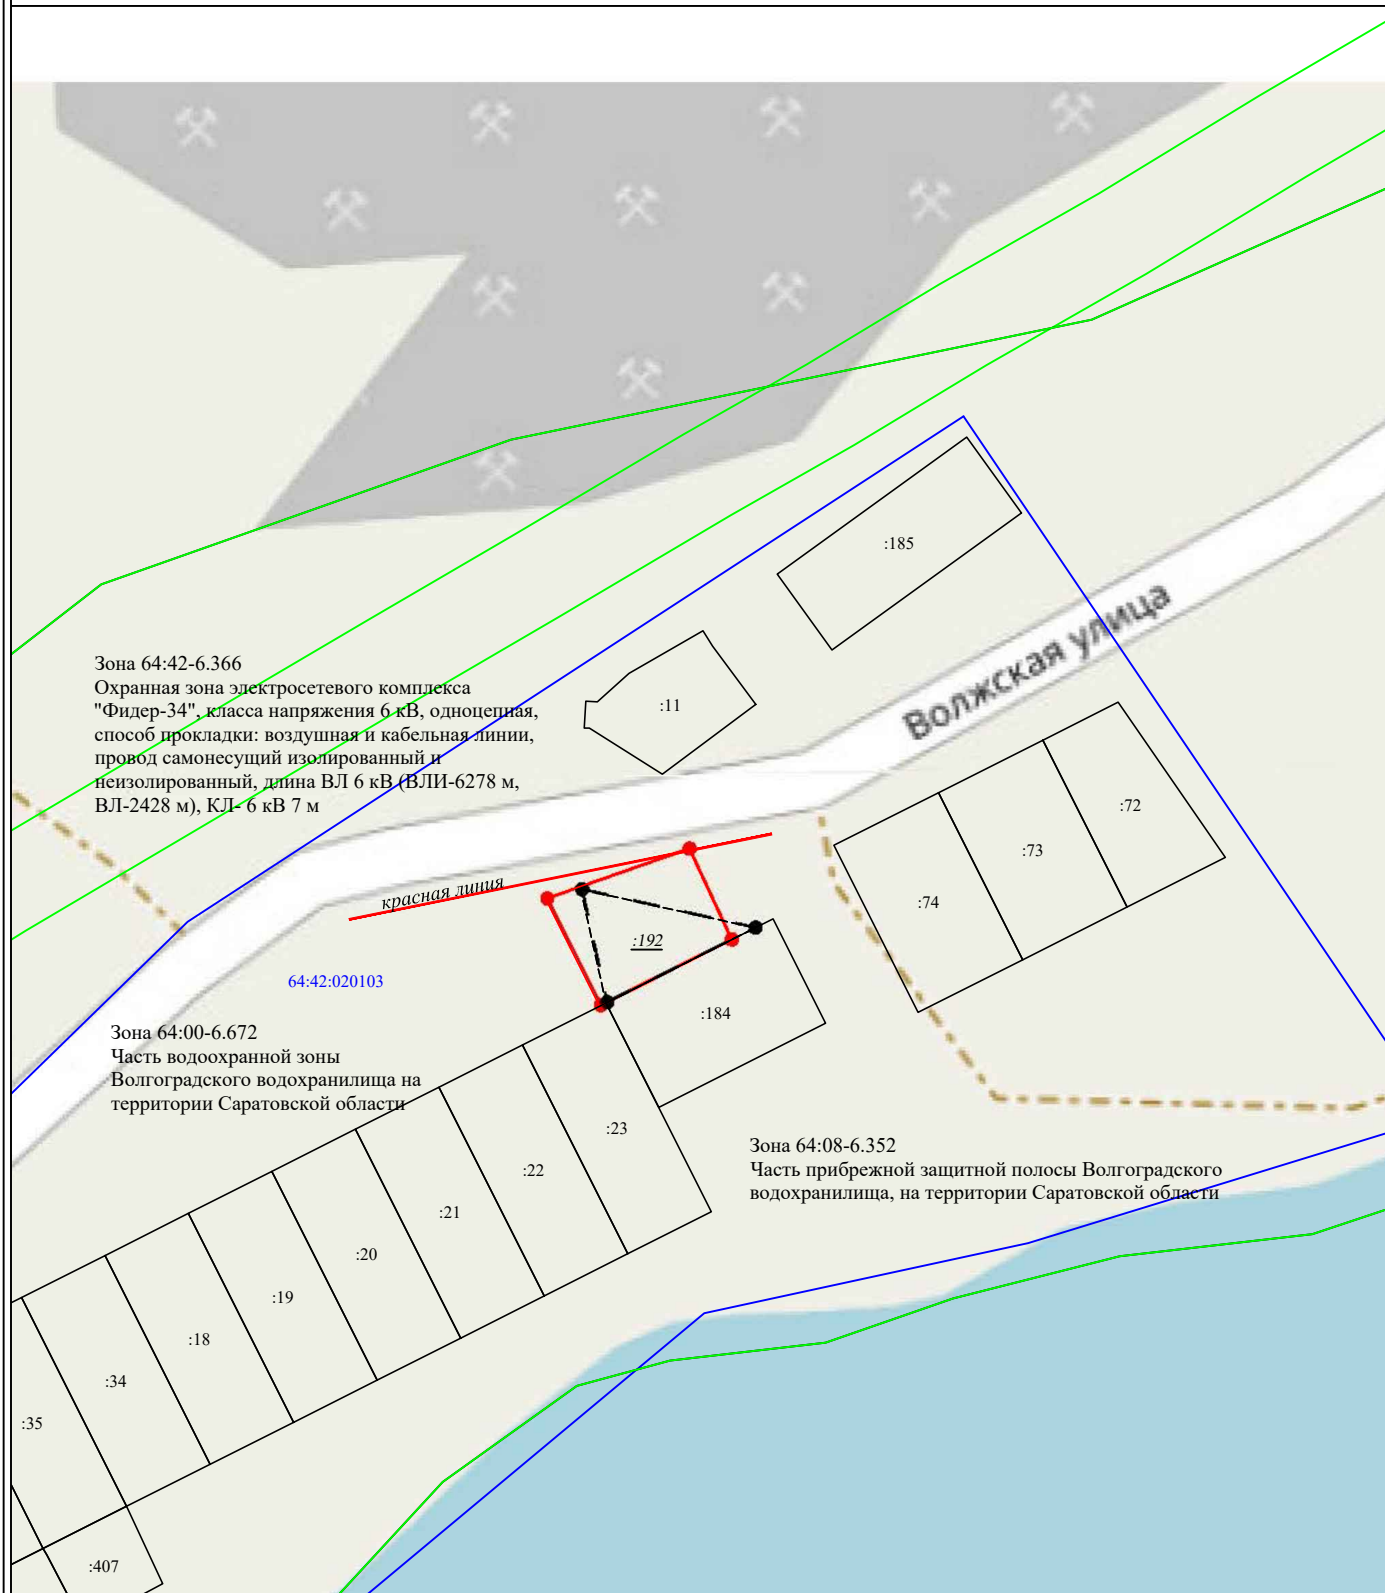 :185
Волжская улица
Зона 64:42-6.366
Охранная зона электросетевого комплекса
"Фидер-34", класса напряжения 6 кВ, одноцепная,
способ прокладки: воздушная и кабельная линии,
провод самонесущий изолированный и
неизолированный, длина ВЛ 6 кВ (ВЛИ-6278 м,
ВЛ-2428 м), КЛ- 6 кВ 7 м
:11
:72
:73
:74
красная линия
:192
64:42:020103
:184
Зона 64:00-6.672
Часть водоохранной зоны
Волгоградского водохранилища на
территории Саратовской области
:23
Зона 64:08-6.352
Часть прибрежной защитной полосы Волгоградского
водохранилища, на территории Саратовской области
:22
:21
:20
:19
:18
:34
:35
:407